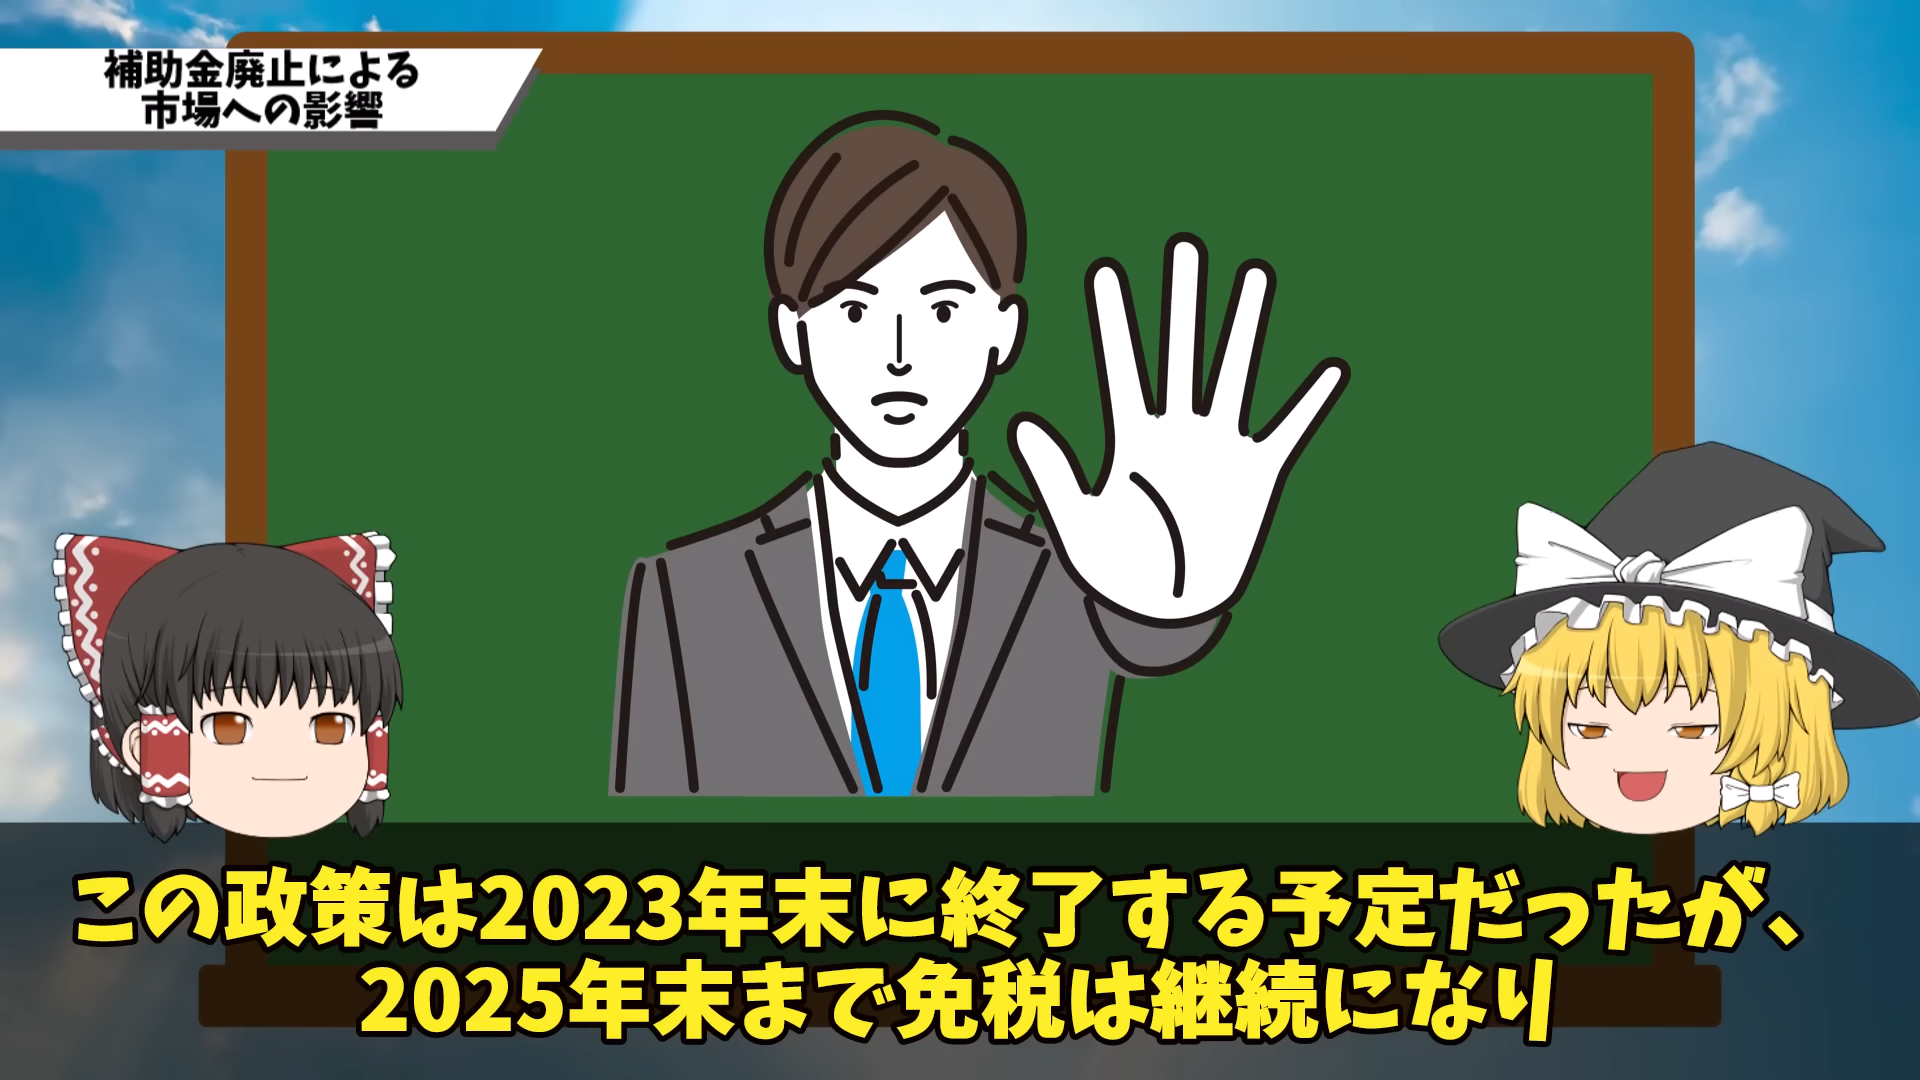 補助金廃止による
市場への影響
この政策は2023年末に終了する予定だったが、
2025年末まで免税は継続になり